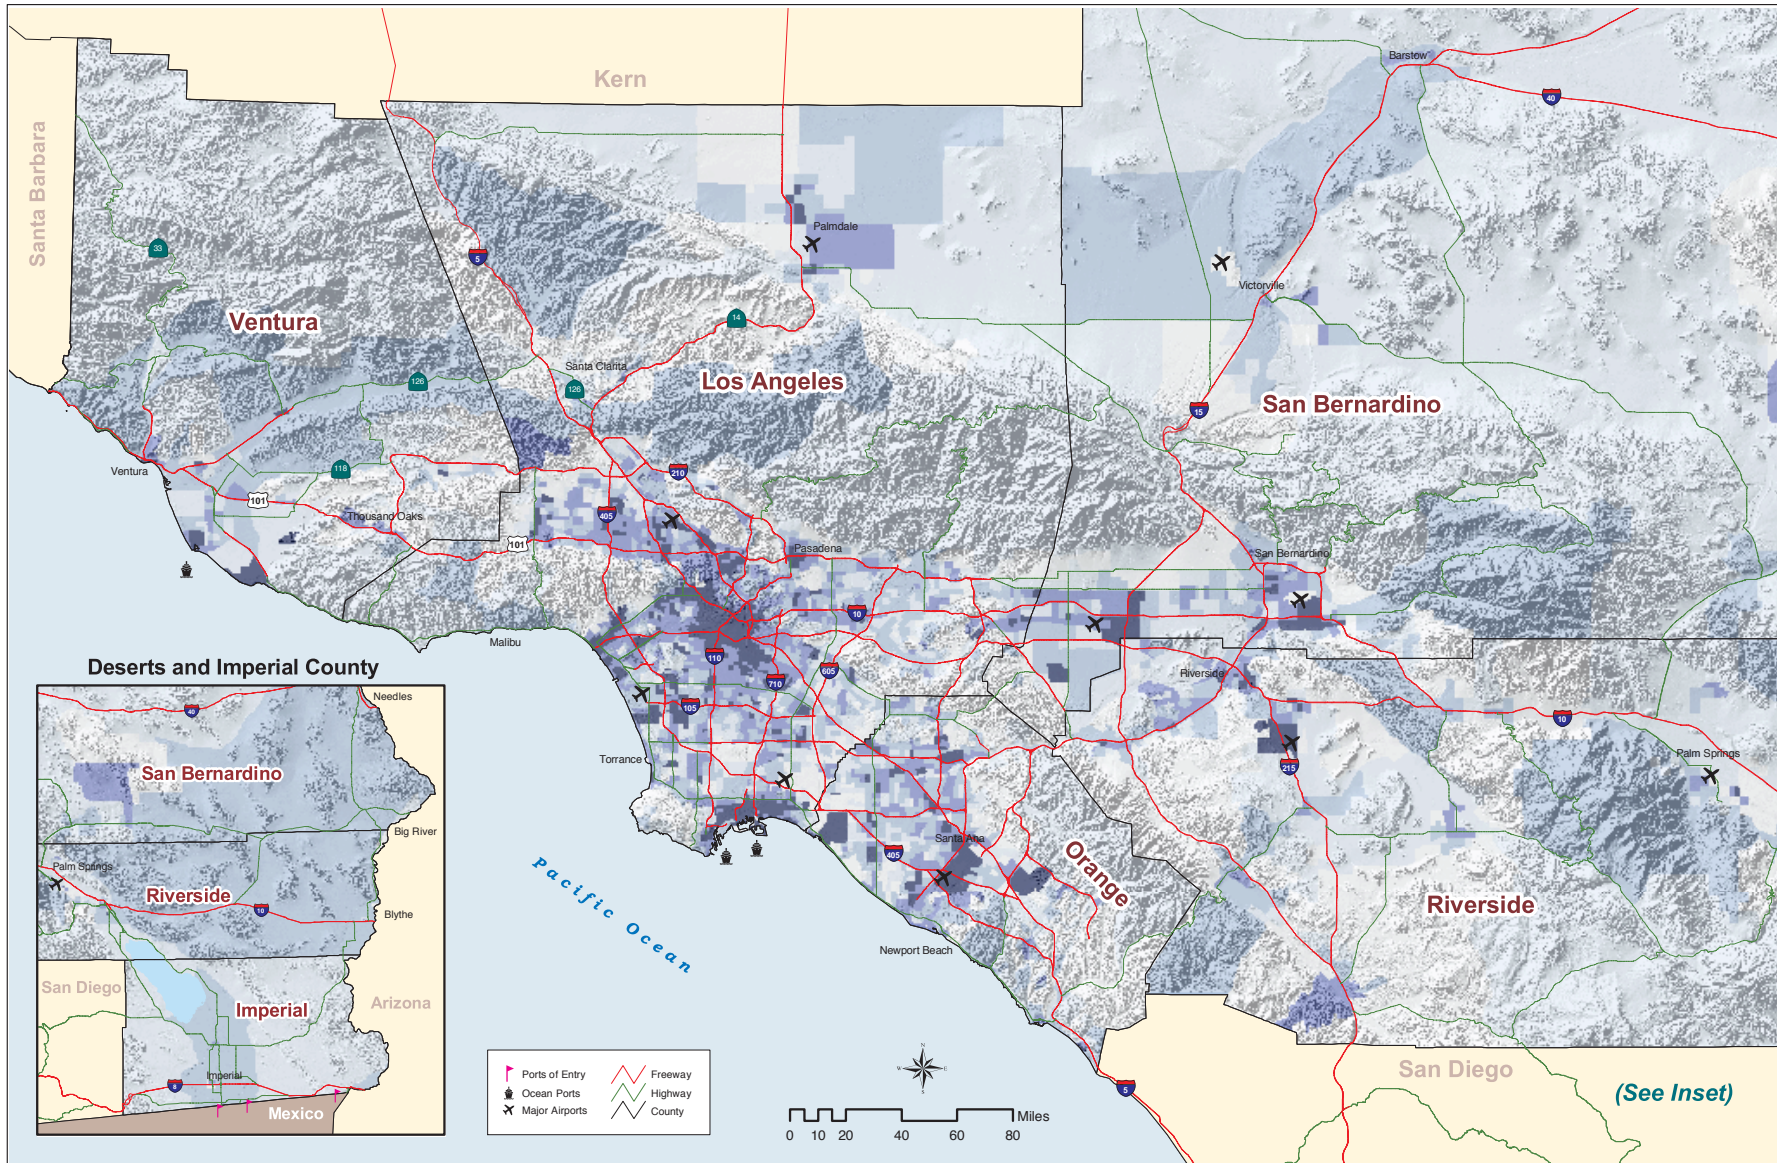 Kern
Barstow
40
Santa Barbara
Palmdale
33
5
Victorville
Ventura
14
Santa Clarita
126
126
Los Angeles
15
San Bernardino
Ventura
118
210
101
Thousand Oaks
405
101
Pasadena
San Bernardino
10
Malibu
110
605
Riverside
710
105
10
Torrance
215
Palm Springs
Santa Ana
405
Orange
Pacific Ocean
Riverside
Newport Beach
San Diego
5
(See Inset)
Deserts and Imperial County
Needles
40
San Bernardino
Big River
Palm Springs
Riverside
10
Blythe
San Diego
Arizona
Imperial
Imperial
8
Mexico
Ports of Entry
Freeway
Ocean Ports
Highway
Major Airports
County
N
W
E
S
Miles
0 10 20 40 60 80